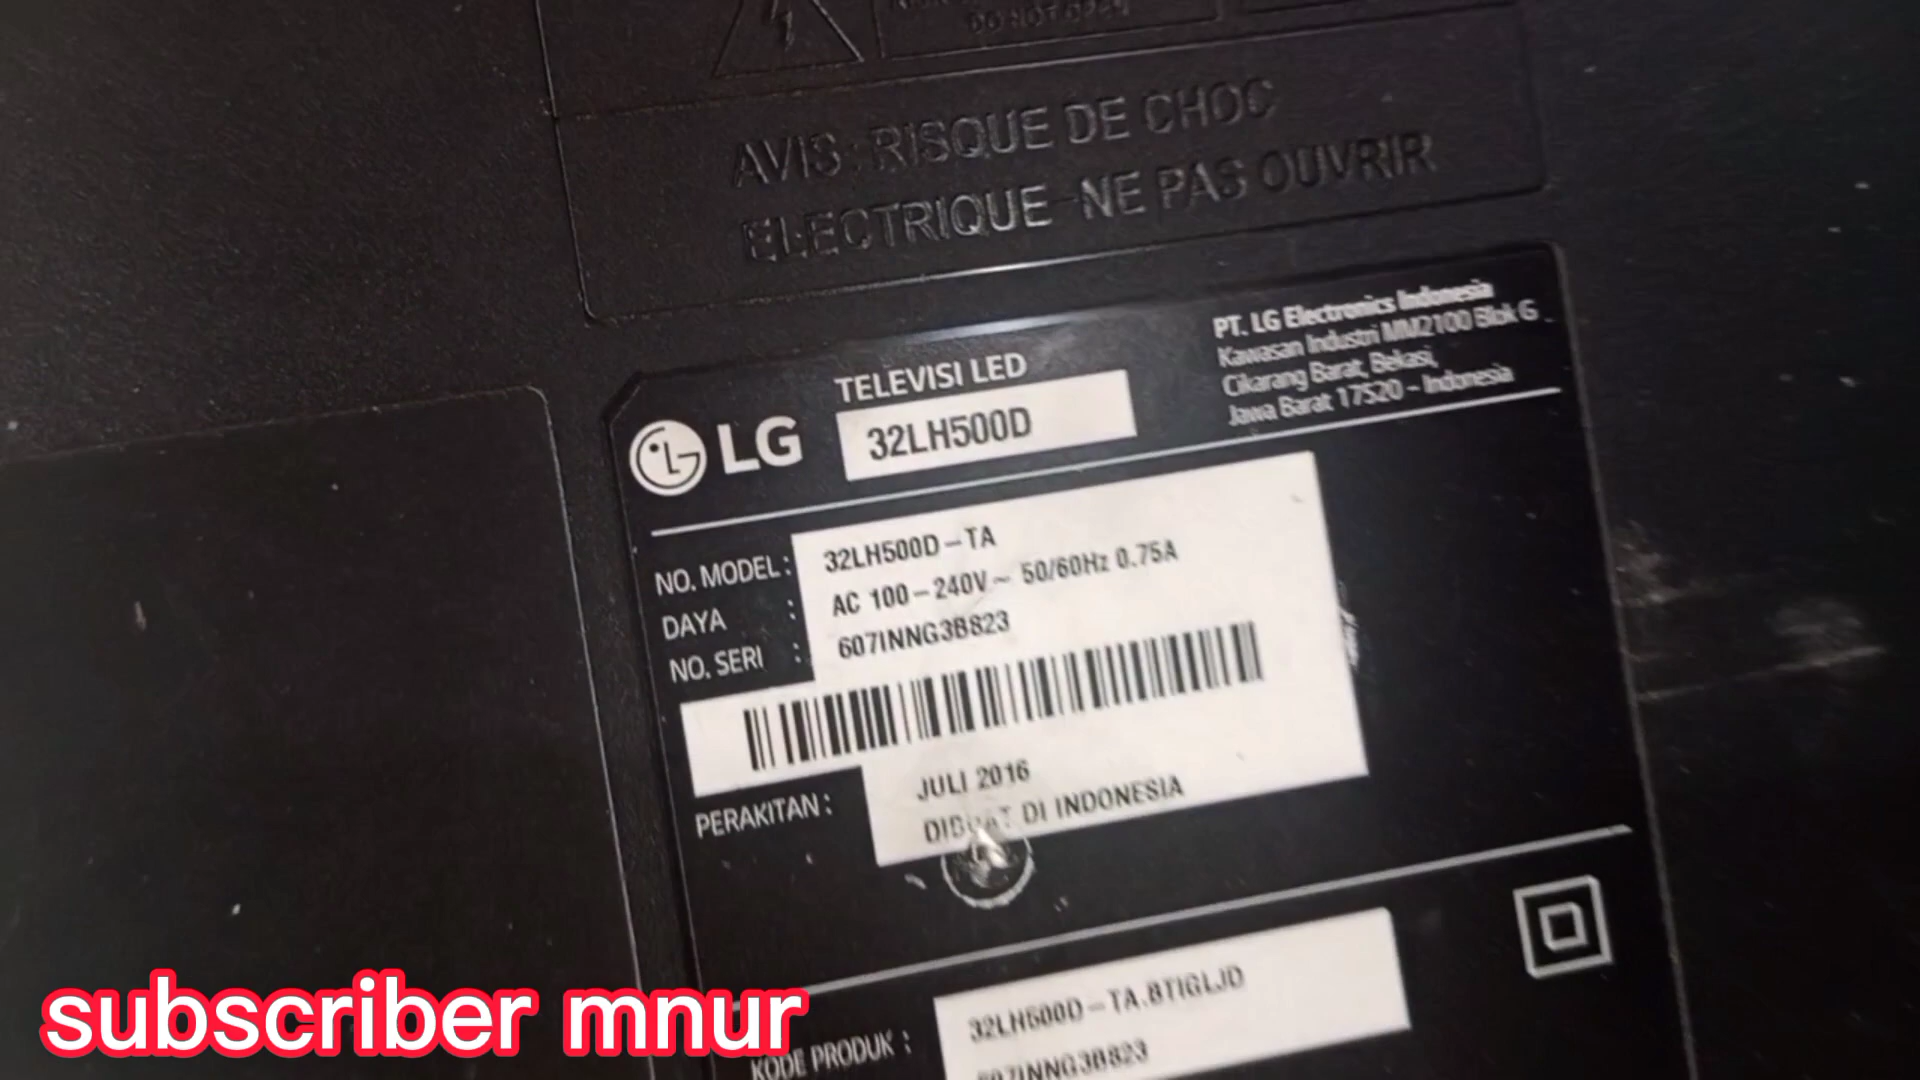 DO NOT OPEN
AVIS: RISQUE DE CHOC
ELECTRIQUE-NE PAS OUVRIR
LG
TELEVISI LED
32LH500D
PT. LG Electronics Indonesia
Kawasan Industri MM2100 Blok G
Cikarang Barat, Bekasi,
Jawa Barat 17520 - Indonesia
NO. MODEL : 32LH500D-TA
DAYA : AC 100-240V~ 50/60Hz 0.75A
NO. SERI : 607INNG3B823
PERAKITAN : JULI 2016
DIBUAT DI INDONESIA
KODE PRODUK : 32LH500D-TA.BTIGLJD
607INNG3B823
subscriber mnur